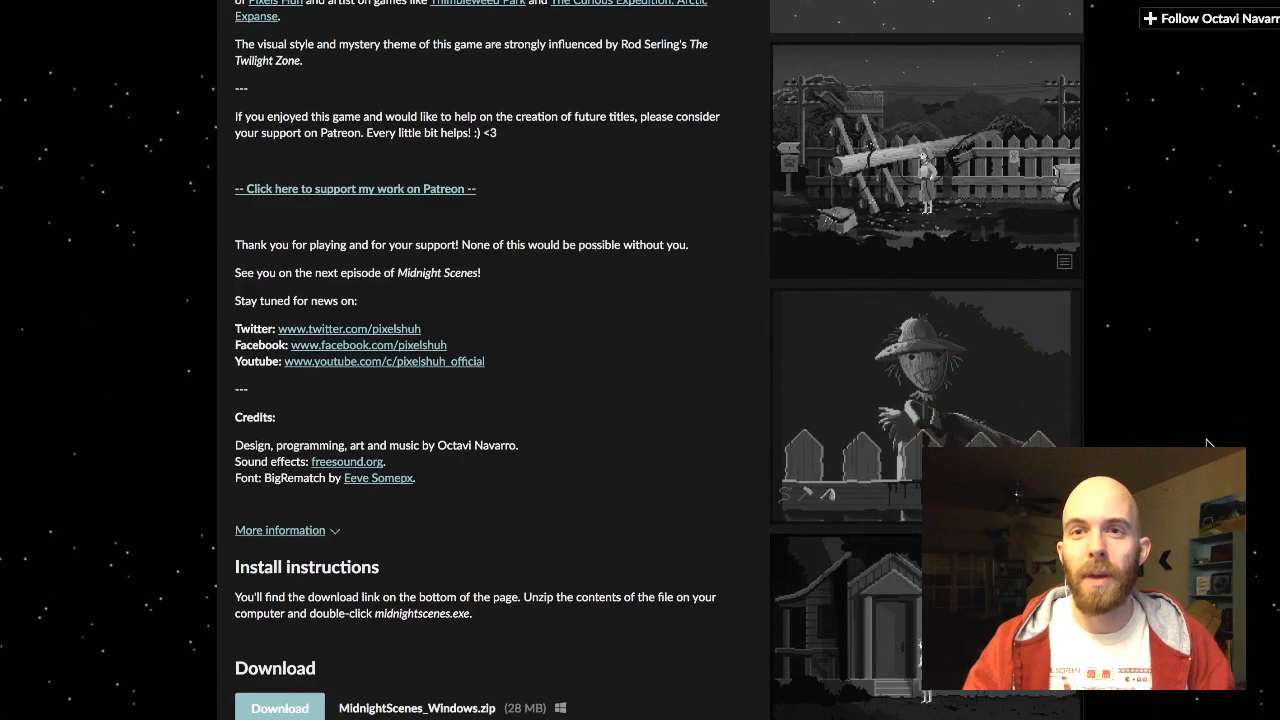 of Pixels Huh and artist on games like Thimbleweed Park and The Curious Expedition: Arctic
Expanse.
The visual style and mystery theme of this game are strongly influenced by Rod Serling's The
Twilight Zone.
---
If you enjoyed this game and would like to help on the creation of future titles, please consider
your support on Patreon. Every little bit helps! :) <3
-- Click here to support my work on Patreon --
Thank you for playing and for your support! None of this would be possible without you.
See you on the next episode of Midnight Scenes!
Stay tuned for news on:
Twitter: www.twitter.com/pixelshuh
Facebook: www.facebook.com/pixelshuh
Youtube: www.youtube.com/c/pixelshuh_official
---
Credits:
Design, programming, art and music by Octavi Navarro.
Sound effects: freesound.org.
Font: BigRematch by Eeve Somepx.
More information
Install instructions
You'll find the download link on the bottom of the page. Unzip the contents of the file on your
computer and double-click midnightscenes.exe.
Download
Download MidnightScenes_Windows.zip (28 MB)
+ Follow Octavi Navarr
SCREEN